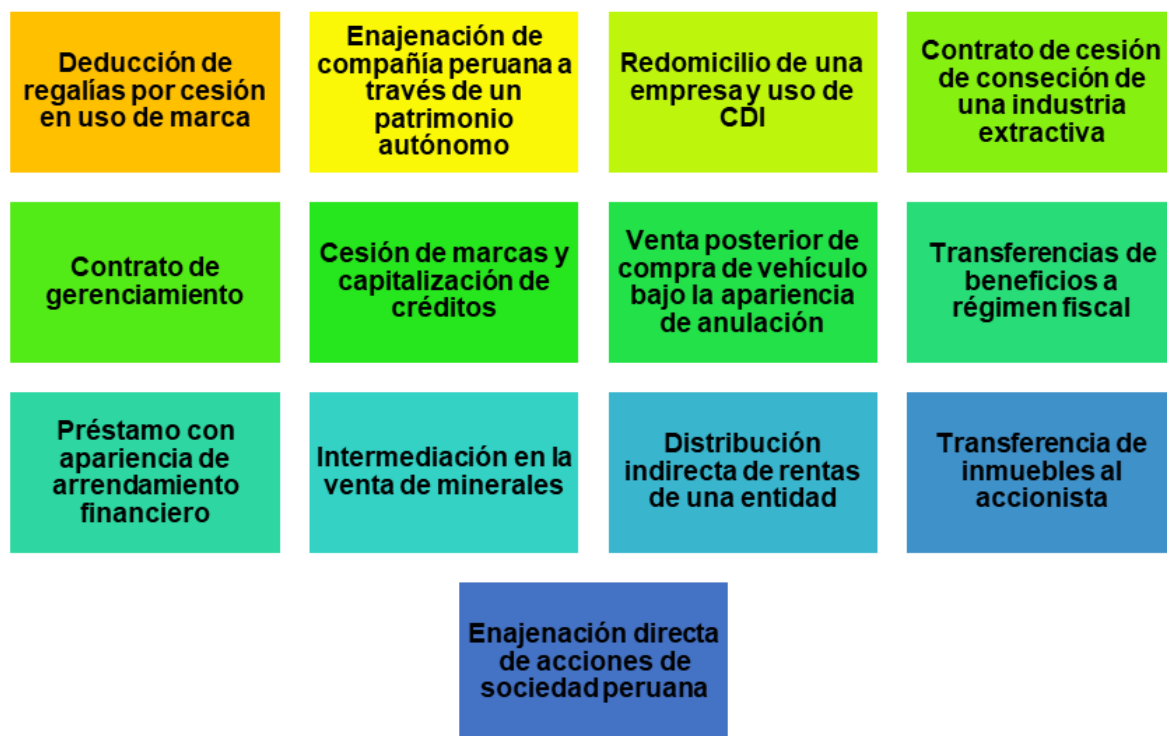 Deducción de
regalías por cesión
en uso de marca
Enajenación de
compañía peruana a
través de un
patrimonio
autónomo
Redomicilio de una
empresa y uso de
CDI
Contrato de cesión
de conseción de
una industria
extractiva
Contrato de
gerenciamiento
Cesión de marcas y
capitalización de
créditos
Venta posterior de
compra de vehículo
bajo la apariencia
de anulación
Transferencias de
beneficios a
régimen fiscal
Préstamo con
apariencia de
arrendamiento
financiero
Intermediación en la
venta de minerales
Distribución
indirecta de rentas
de una entidad
Transferencia de
inmuebles al
accionista
Enajenación directa
de acciones de
sociedad peruana